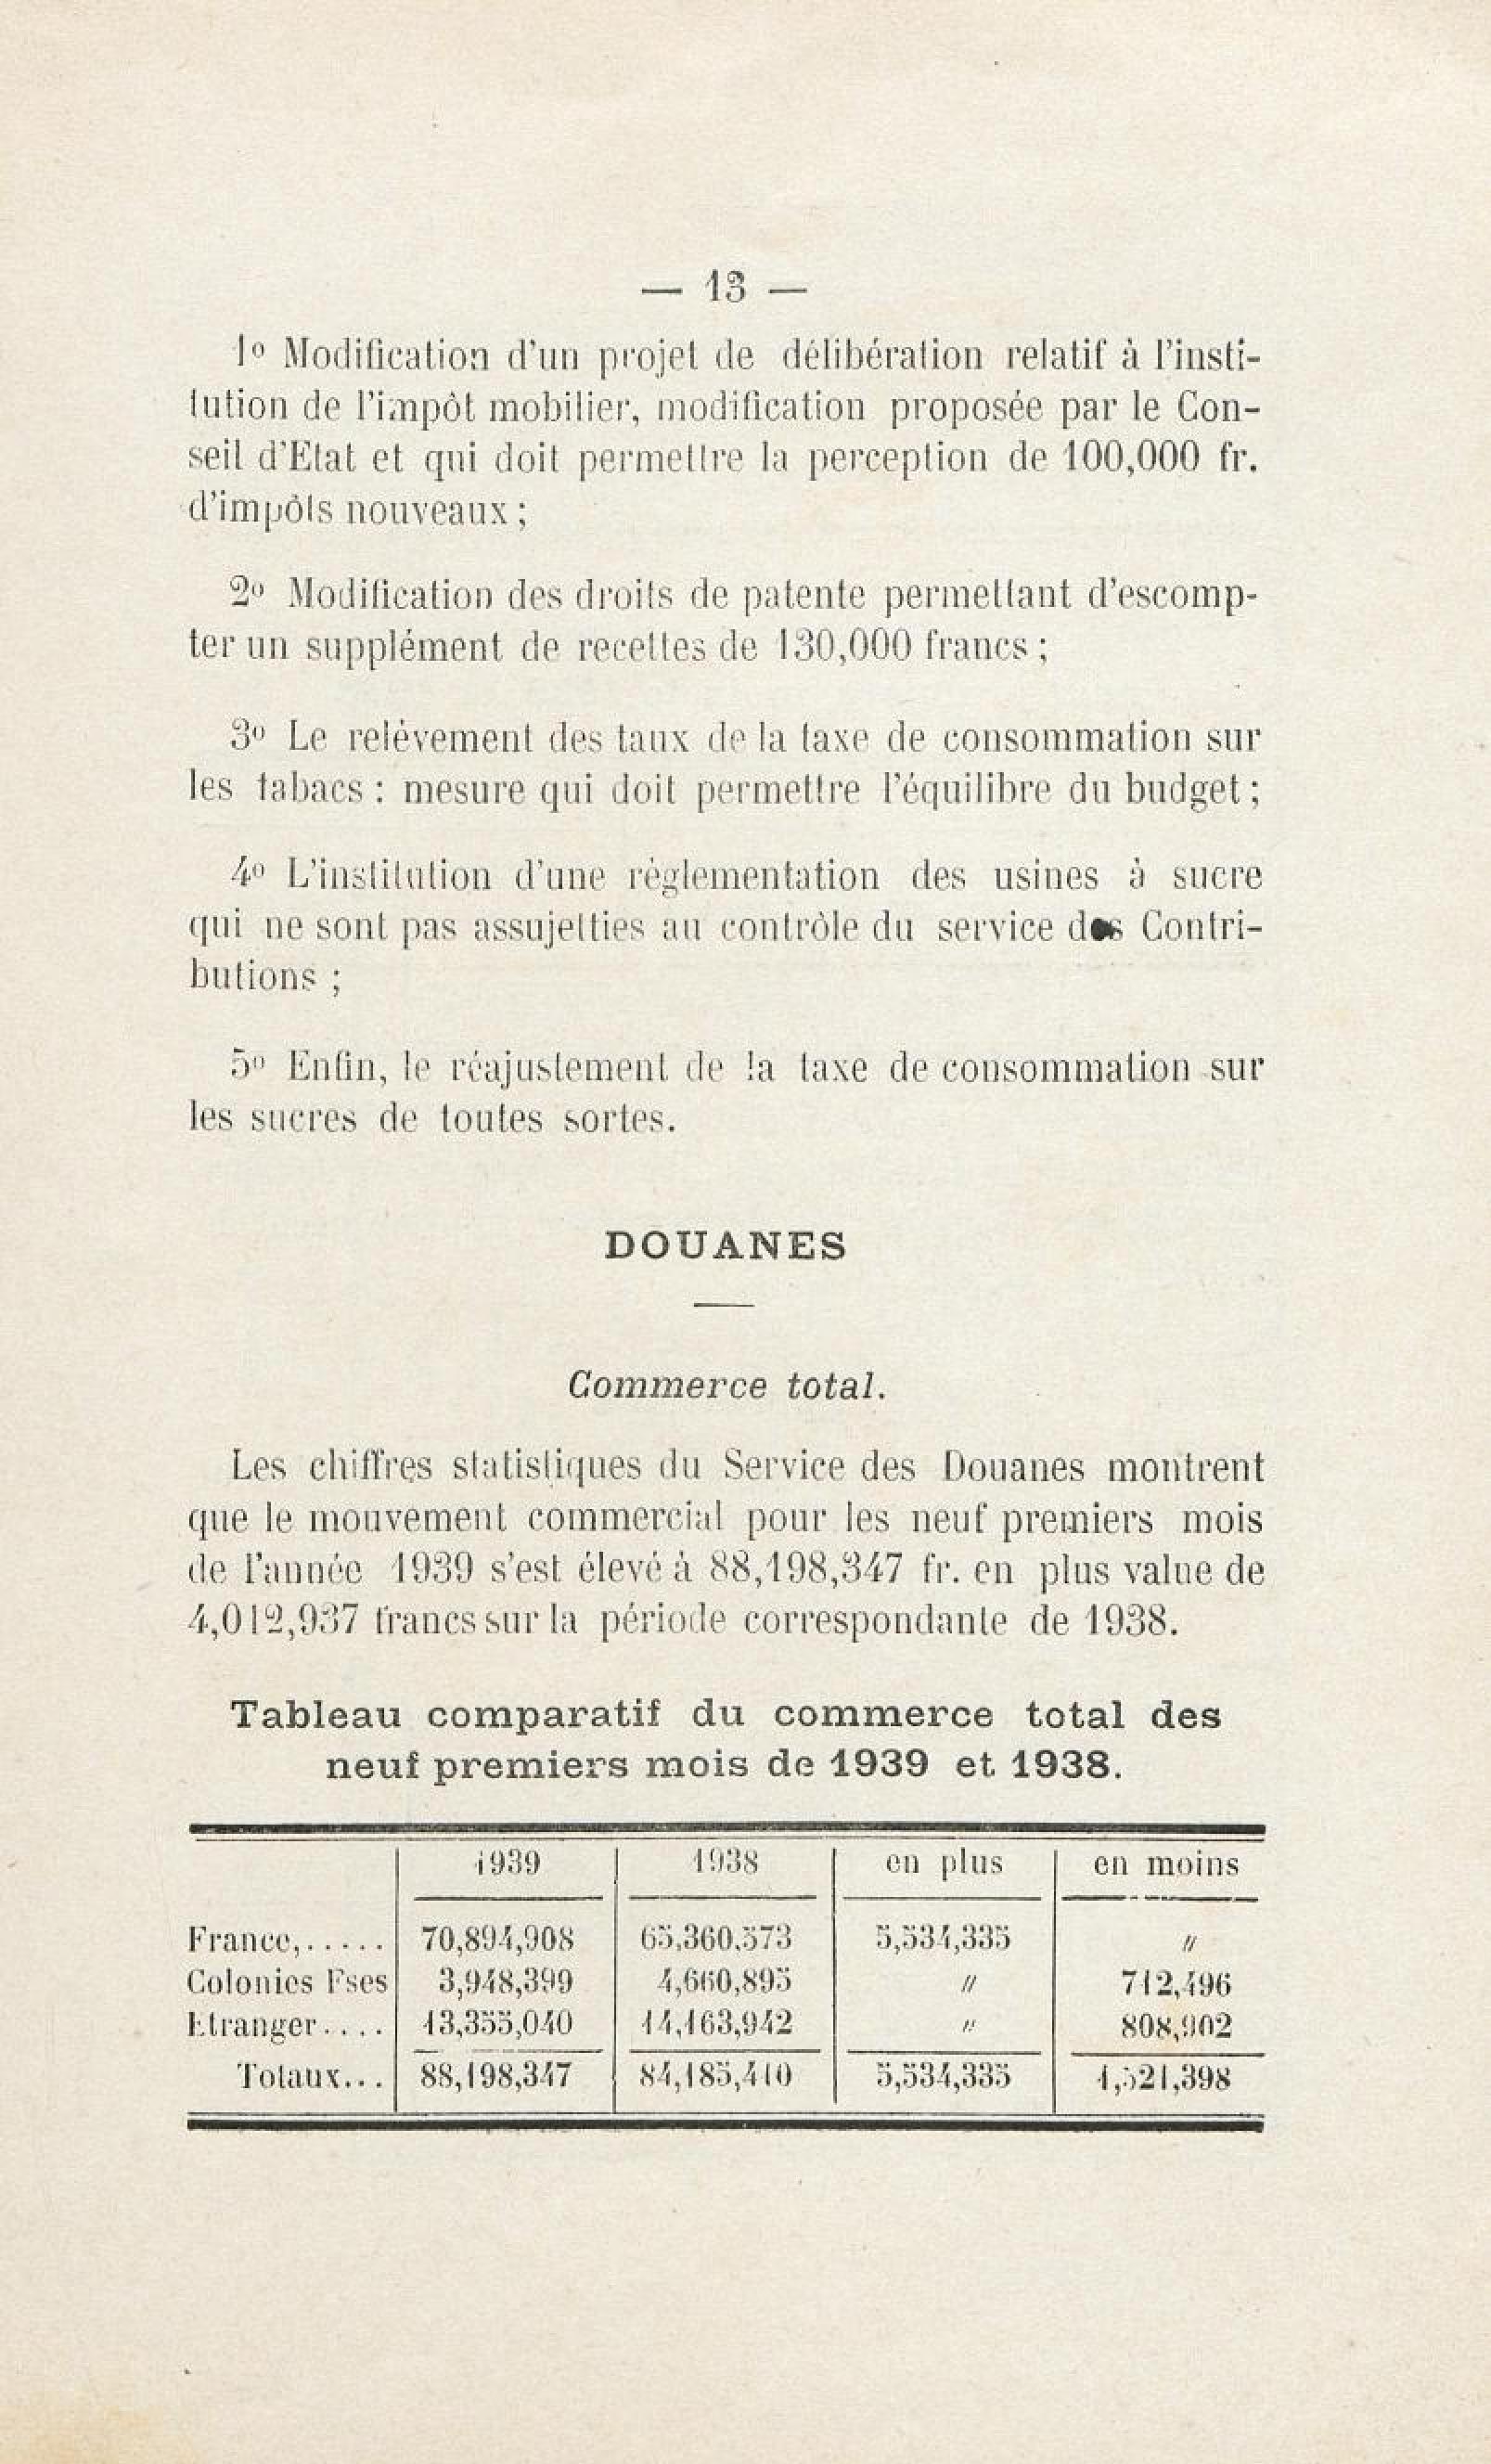 — 13 —
1º Modification d'un projet de délibération relatif à l'insti-
tution de l'impôt mobilier, modification proposée par le Con-
seil d'Etat et qui doit permettre la perception de 100,000 fr.
d'impôts nouveaux ;
2º Modification des droits de patente permettant d'escomp-
ter un supplément de recettes de 130,000 francs ;
3º Le relèvement des taux de la taxe de consommation sur
les tabacs : mesure qui doit permettre l'équilibre du budget ;
4º L'institution d'une règlementation des usines à sucre
qui ne sont pas assujetties au contrôle du service des Contri-
butions ;
5º Enfin, le réajustement de la taxe de consommation sur
les sucres de toutes sortes.
DOUANES
Commerce total.
Les chiffres statistiques du Service des Douanes montrent
que le mouvement commercial pour les neuf premiers mois
de l'année 1939 s'est élevé à 88,198,347 fr. en plus value de
4,012,937 francs sur la période correspondante de 1938.
Tableau comparatif du commerce total des
neuf premiers mois de 1939 et 1938.
1939 1938 en plus en moins
France,..... 70,894,908 65,360,573 5,534,335 //
Colonies Fses 3,948,399 4,660,895 // 712,496
Etranger.... 13,355,040 14,163,942 // 808,902
Totaux... 88,198,347 84,185,410 5,534,335 1,521,398